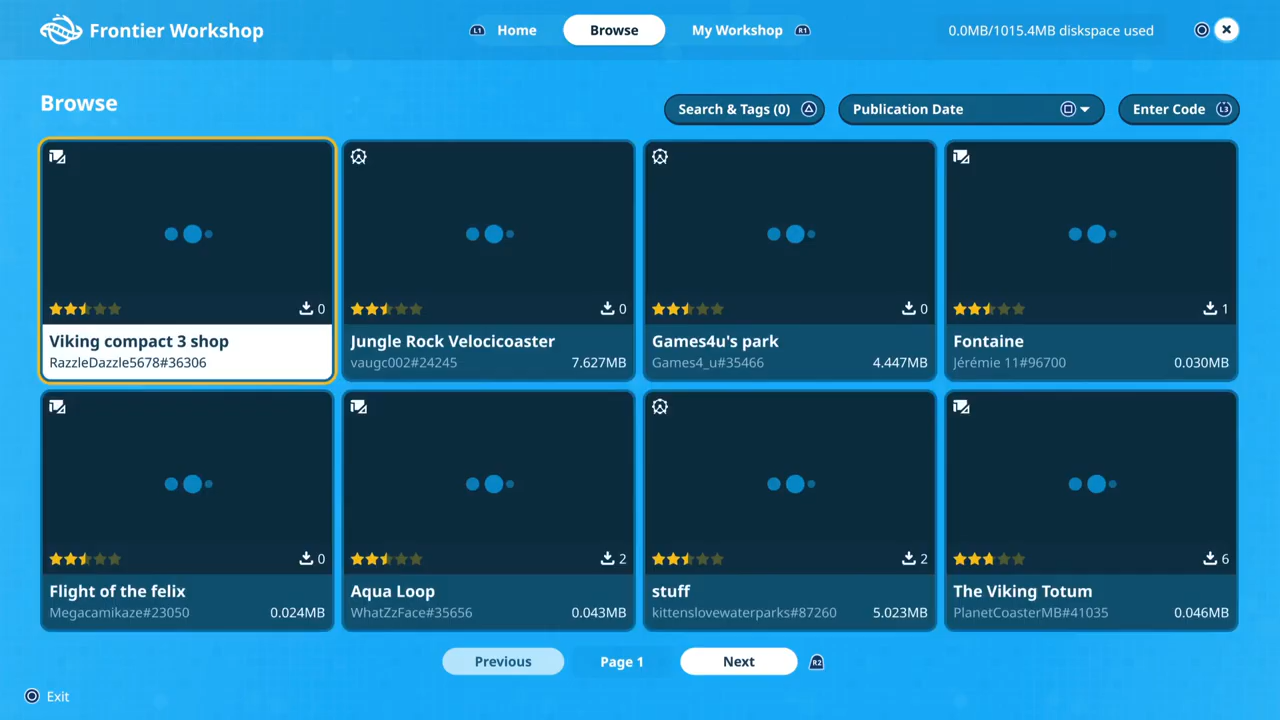 Frontier Workshop
L1 Home Browse My Workshop R1
0.0MB/1015.4MB diskspace used
Browse
Search & Tags (0)
Publication Date
Enter Code L3
0
Viking compact 3 shop
RazzleDazzle5678#36306
0
Jungle Rock Velocicoaster
vaugc002#24245 7.627MB
0
Games4u's park
Games4_u#35466 4.447MB
1
Fontaine
Jérémie 11#96700 0.030MB
0
Flight of the felix
Megacamikaze#23050 0.024MB
2
Aqua Loop
WhatZzFace#35656 0.043MB
2
stuff
kittenslovewaterparks#87260 5.023MB
6
The Viking Totum
PlanetCoasterMB#41035 0.046MB
Previous Page 1 Next R2
Exit